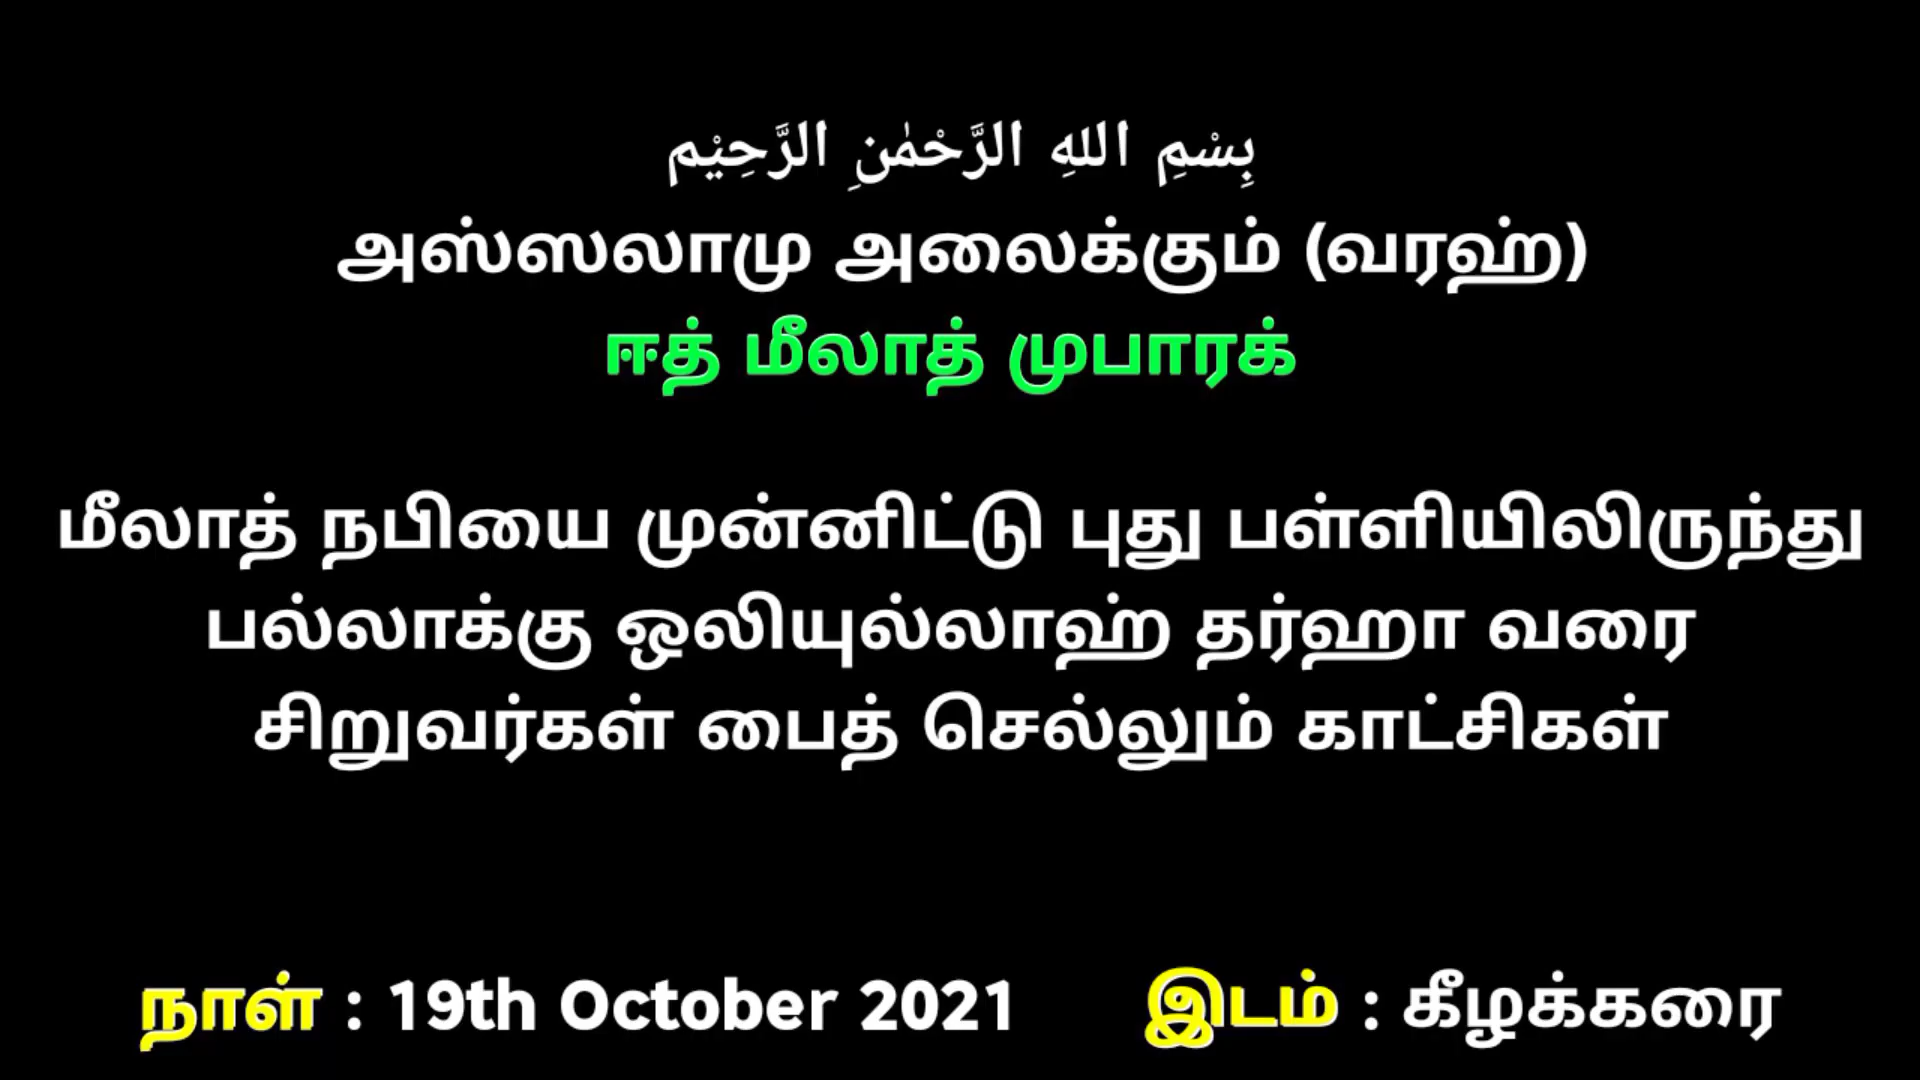 بِسْمِ اللهِ الرَّحْمٰنِ الرَّحِيْمِ
அஸ்ஸலாமு அலைக்கும் (வரஹ்)
ஈத் மீலாத் முபாரக்
மீலாத் நபியை முன்னிட்டு புது பள்ளியிலிருந்து
பல்லாக்கு ஒலியுல்லாஹ் தர்ஹா வரை
சிறுவர்கள் பைத் செல்லும் காட்சிகள்
நாள் : 19th October 2021 இடம் : கீழக்கரை